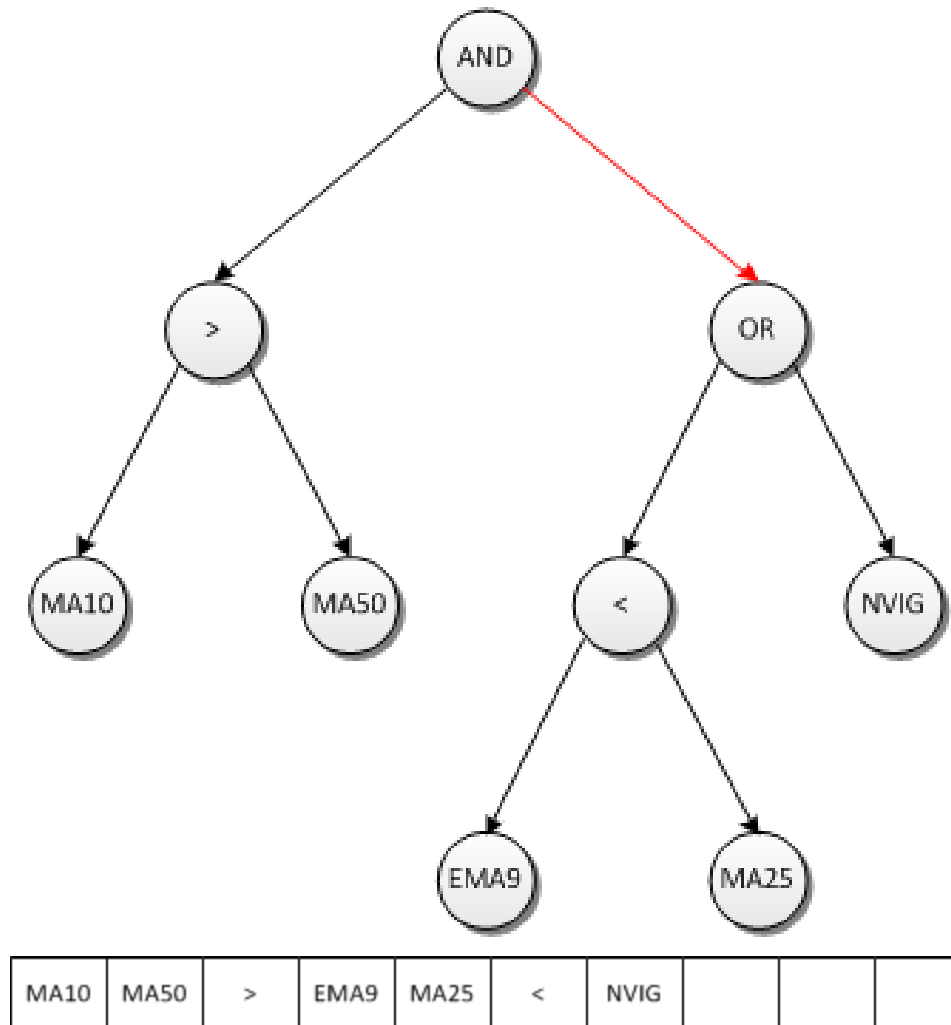 AND
>
OR
MA10
MA50
<
NVIG
EMA9
MA25
MA10 MA50 > EMA9 MA25 < NVIG